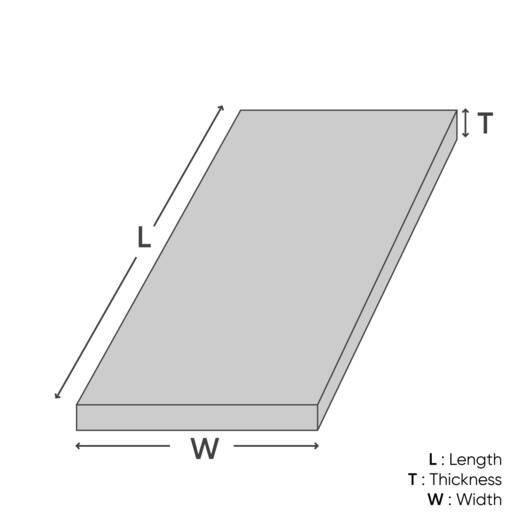 T
L
W
L : Length
T : Thickness
W : Width